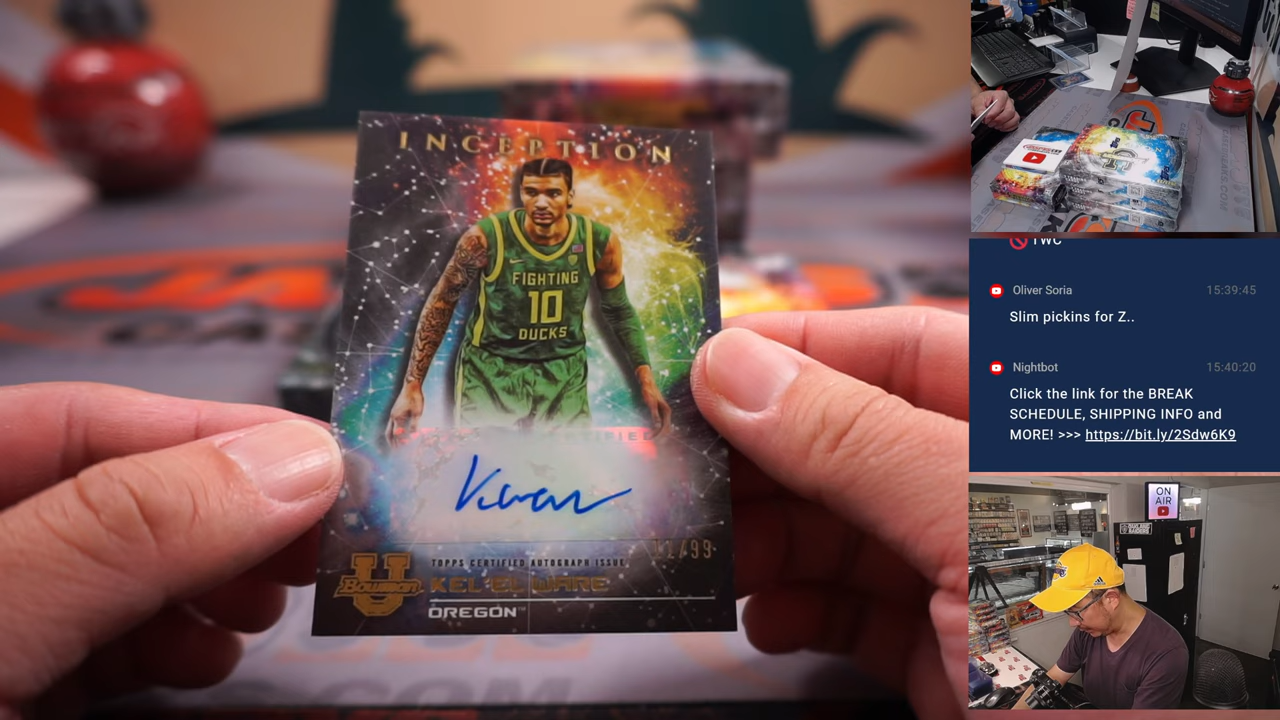 INCEPTION
FIGHTING
10
DUCKS
11/99
TOPPS CERTIFIED AUTOGRAPH ISSUE
Bowman U
KEL'EL WARE
OREGON
Oliver Soria 15:39:45
Slim pickins for Z..
Nightbot 15:40:20
Click the link for the BREAK
SCHEDULE, SHIPPING INFO and
MORE! >>> https://bit.ly/2Sdw6K9
ON
AIR